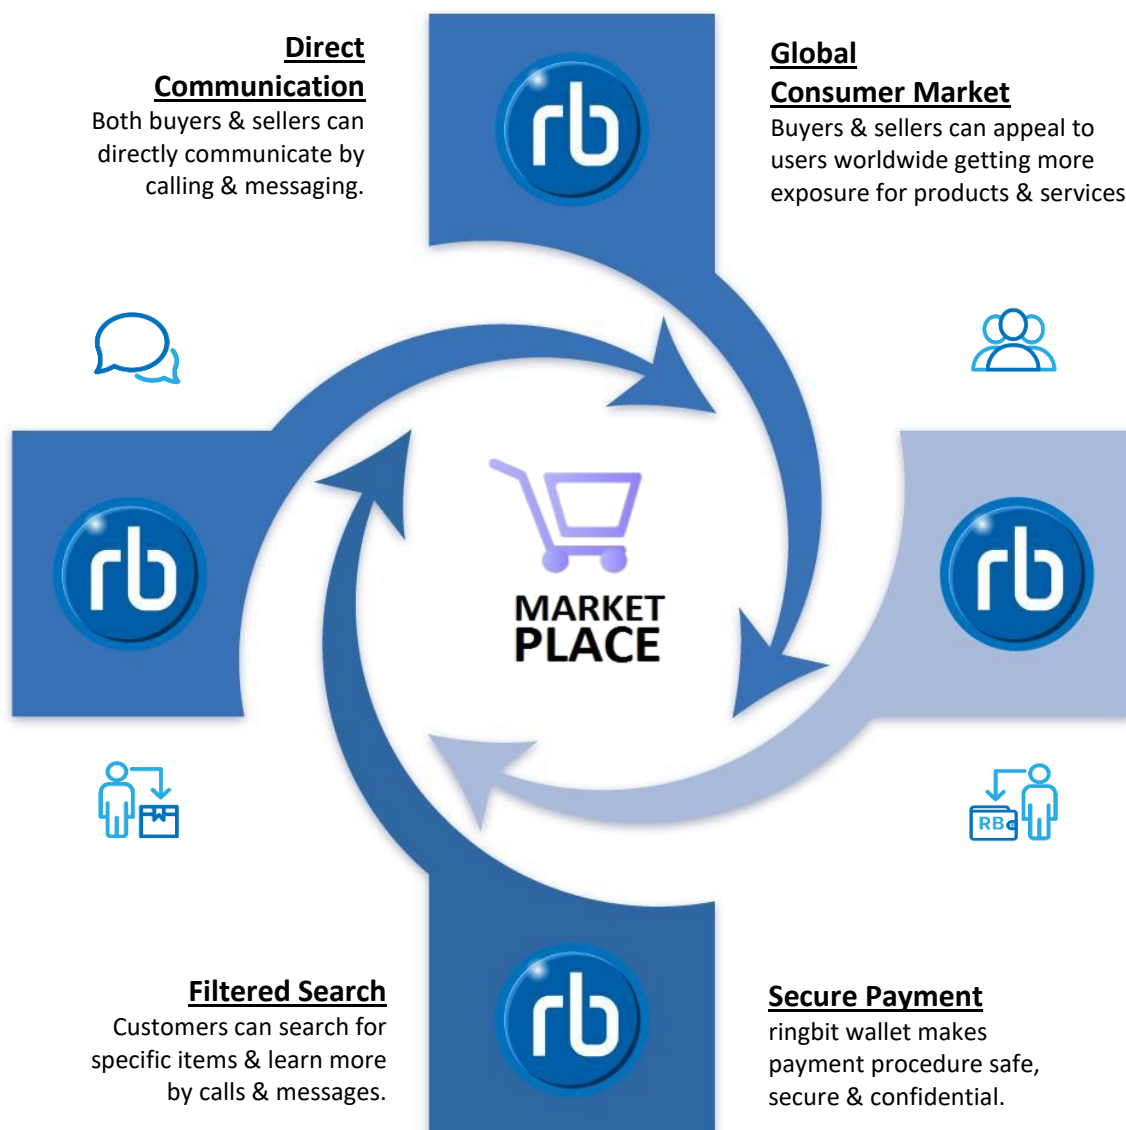 Direct
Communication
Both buyers & sellers can
directly communicate by
calling & messaging.
rb
Global
Consumer Market
Buyers & sellers can appeal to
users worldwide getting more
exposure for products & services
rb
MARKET
PLACE
rb
RB
Filtered Search
Customers can search for
specific items & learn more
by calls & messages.
rb
Secure Payment
ringbit wallet makes
payment procedure safe,
secure & confidential.